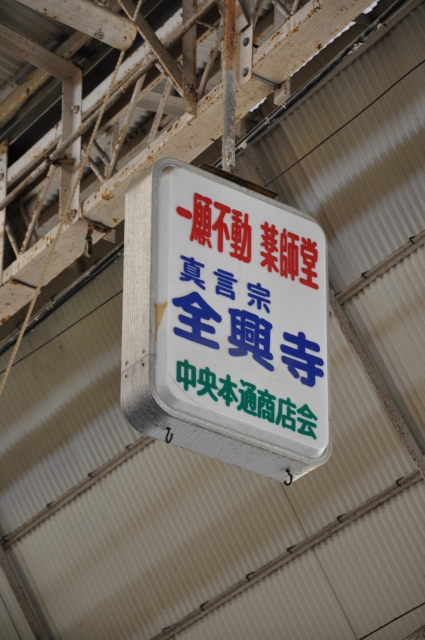 一願不動 薬師堂
真言宗
全興寺
中央本通商店会